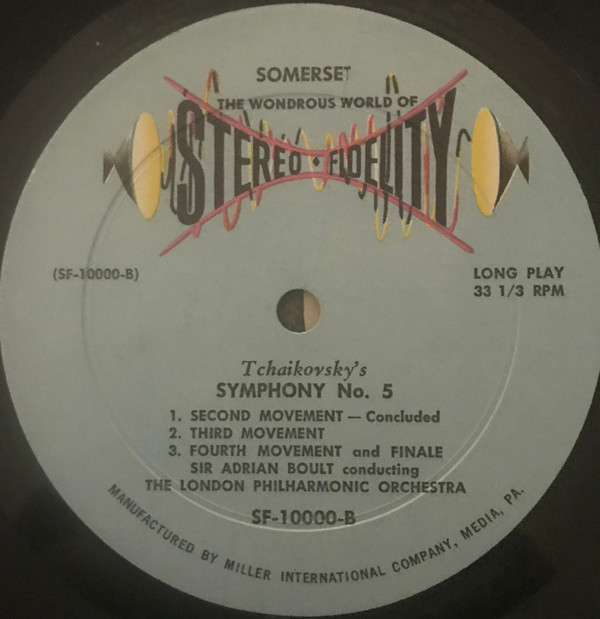 SOMERSET
THE WONDROUS WORLD OF
STEREO • FIDELITY
(SF-10000-B)
LONG PLAY
33 1/3 RPM
Tchaikovsky's
SYMPHONY No. 5
1. SECOND MOVEMENT — Concluded
2. THIRD MOVEMENT
3. FOURTH MOVEMENT and FINALE
SIR ADRIAN BOULT conducting
THE LONDON PHILHARMONIC ORCHESTRA
SF-10000-B
MANUFACTURED BY MILLER INTERNATIONAL COMPANY, MEDIA, PA.